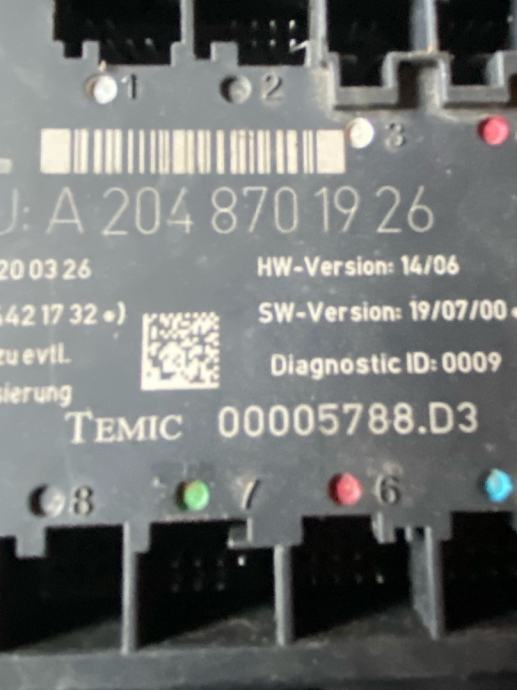 1 2
3
U: A 204 870 19 26
20 03 26 HW-Version: 14/06
442 17 32 •) SW-Version: 19/07/00
zu evtl. Diagnostic ID: 0009
sierung
TEMIC 00005788.D3
8 7 6